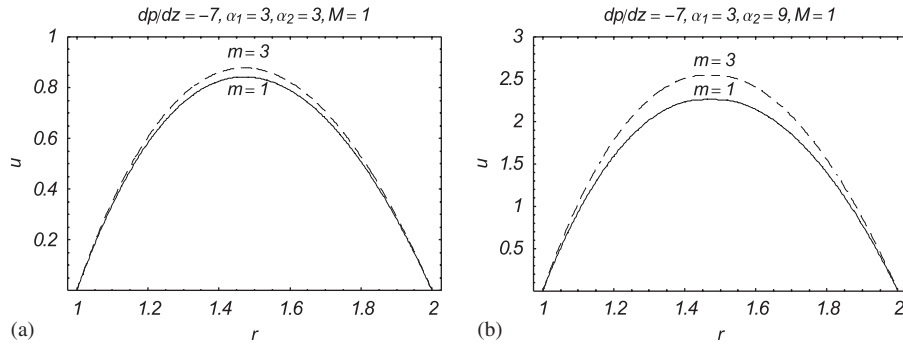 dp/dz = −7, α1 = 3, α2 = 3, M = 1
1
0.8
0.6
0.4
0.2
u
m = 3
m = 1
1 1.2 1.4 1.6 1.8 2
(a)
r
dp/dz = −7, α1 = 3, α2 = 9, M = 1
3
2.5
2
1.5
1
0.5
u
m = 3
m = 1
1 1.2 1.4 1.6 1.8 2
(b)
r